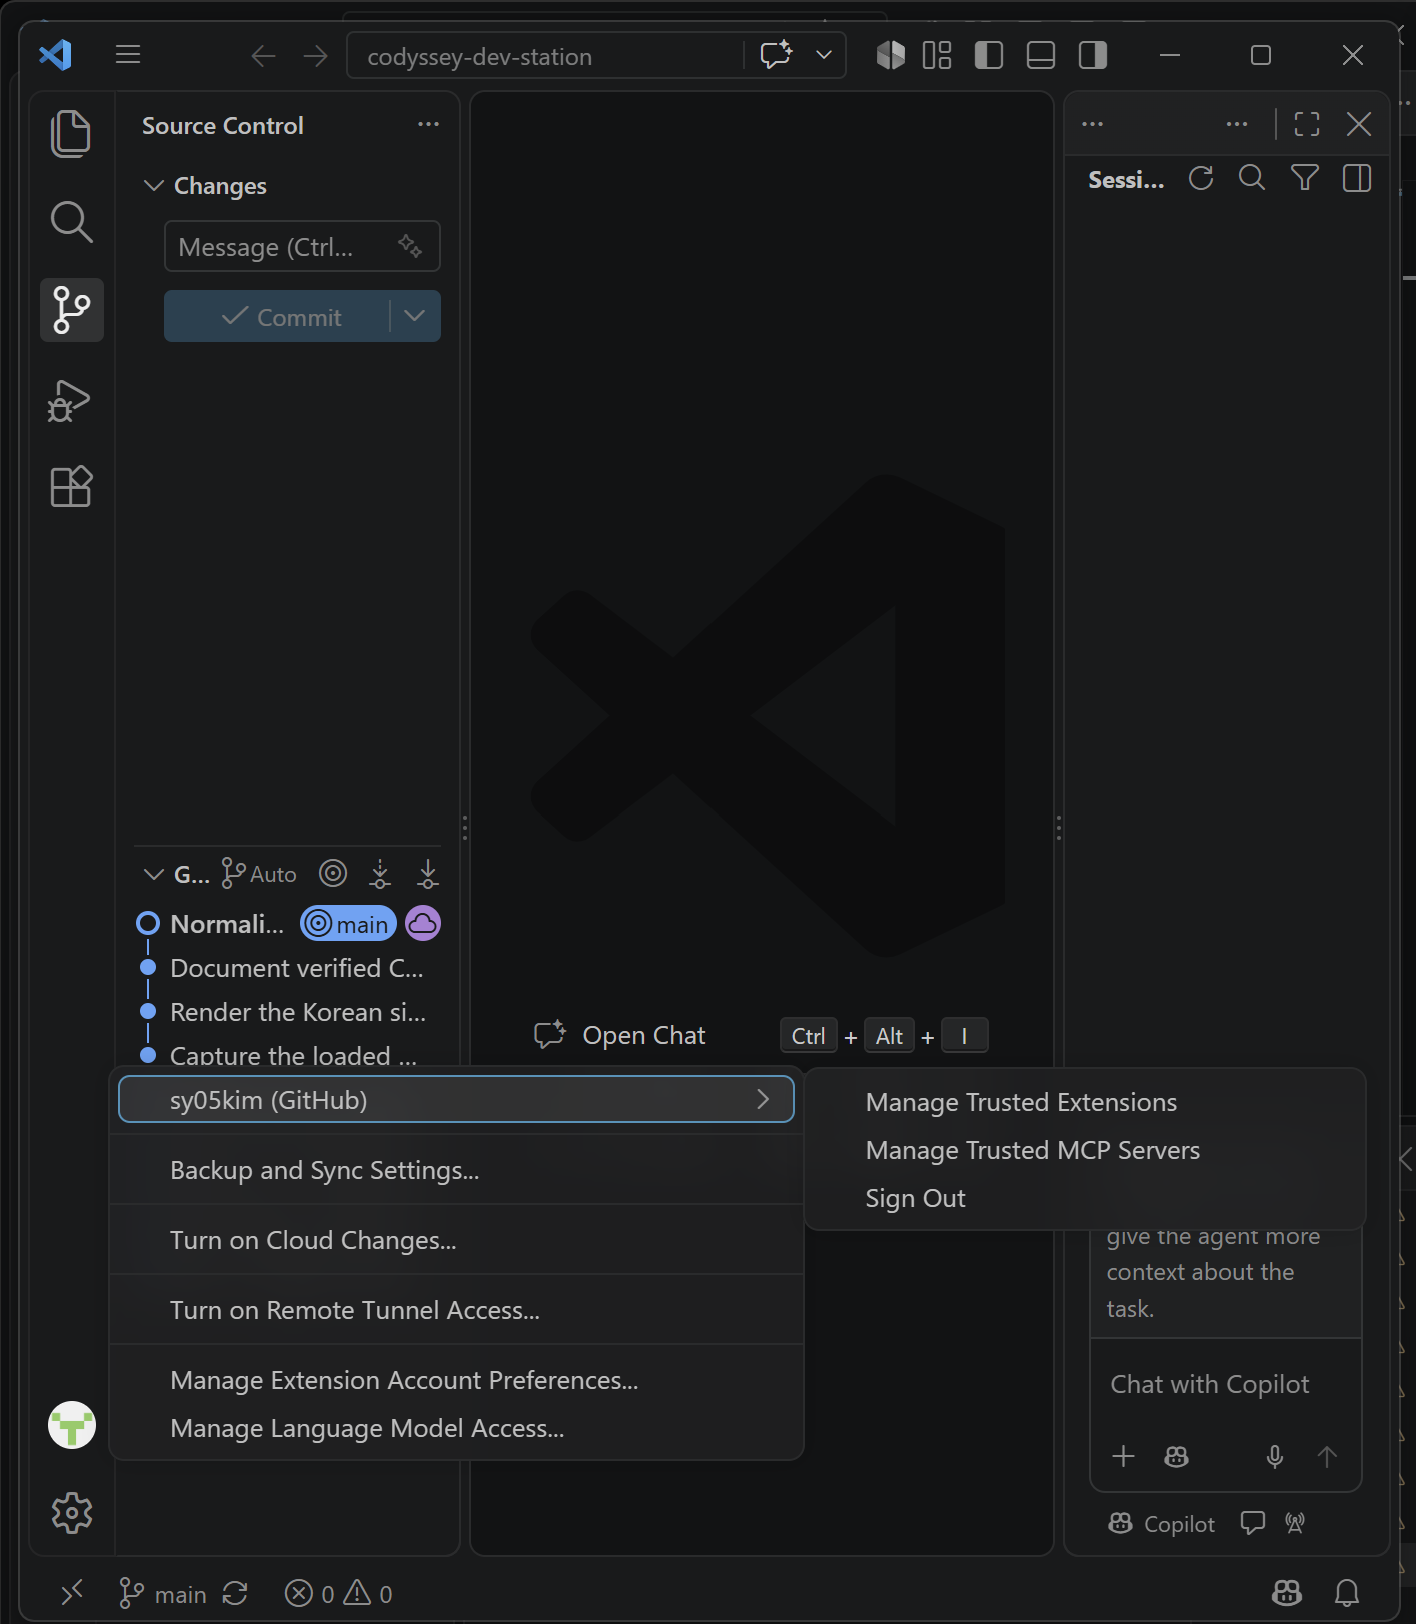 codyssey-dev-station
Source Control
Changes
Message (Ctrl...
Commit
G...
Auto
Normali...
main
Document verified C...
Render the Korean si...
Capture the loaded ...
Open Chat
Ctrl + Alt + I
Sessi...
sy05kim (GitHub)
Backup and Sync Settings...
Turn on Cloud Changes...
Turn on Remote Tunnel Access...
Manage Extension Account Preferences...
Manage Language Model Access...
Manage Trusted Extensions
Manage Trusted MCP Servers
Sign Out
give the agent more
context about the
task.
Chat with Copilot
Copilot
main
0
0